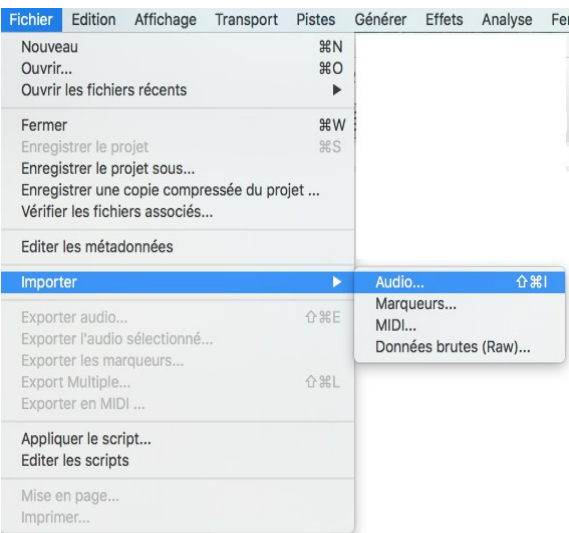 Fichier Edition Affichage Transport Pistes Générer Effets Analyse
Nouveau ⌘N
Ouvrir... ⌘O
Ouvrir les fichiers récents ▶
Fermer ⌘W
Enregistrer le projet ⌘S
Enregistrer le projet sous...
Enregistrer une copie compressée du projet ...
Vérifier les fichiers associés...
Editer les métadonnées
Importer ▶
Audio... ⇧⌘I
Marqueurs...
MIDI...
Données brutes (Raw)...
Exporter audio... ⇧⌘E
Exporter l'audio sélectionné...
Exporter les marqueurs...
Export Multiple... ⇧⌘L
Exporter en MIDI ...
Appliquer le script...
Editer les scripts
Mise en page...
Imprimer...